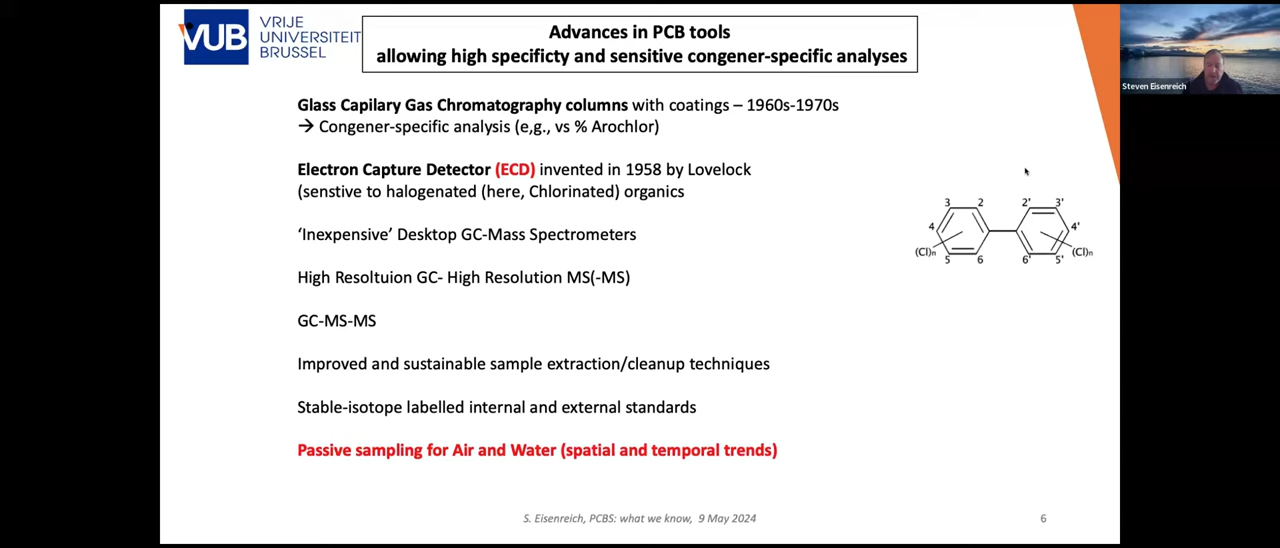 VUB
VRIJE
UNIVERSITEIT
BRUSSEL
Advances in PCB tools
allowing high specificty and sensitive congener-specific analyses
Steven Eisenreich
Glass Capilary Gas Chromatography columns with coatings – 1960s-1970s
→ Congener-specific analysis (e,g., vs % Arochlor)
Electron Capture Detector (ECD) invented in 1958 by Lovelock
(senstive to halogenated (here, Chlorinated) organics
‘Inexpensive’ Desktop GC-Mass Spectrometers
High Resoltuion GC- High Resolution MS(-MS)
GC-MS-MS
Improved and sustainable sample extraction/cleanup techniques
Stable-isotope labelled internal and external standards
Passive sampling for Air and Water (spatial and temporal trends)
3 2 2' 3'
4 4'
(Cl)n 5 6 6' 5' (Cl)n
S. Eisenreich, PCBS: what we know, 9 May 2024
6